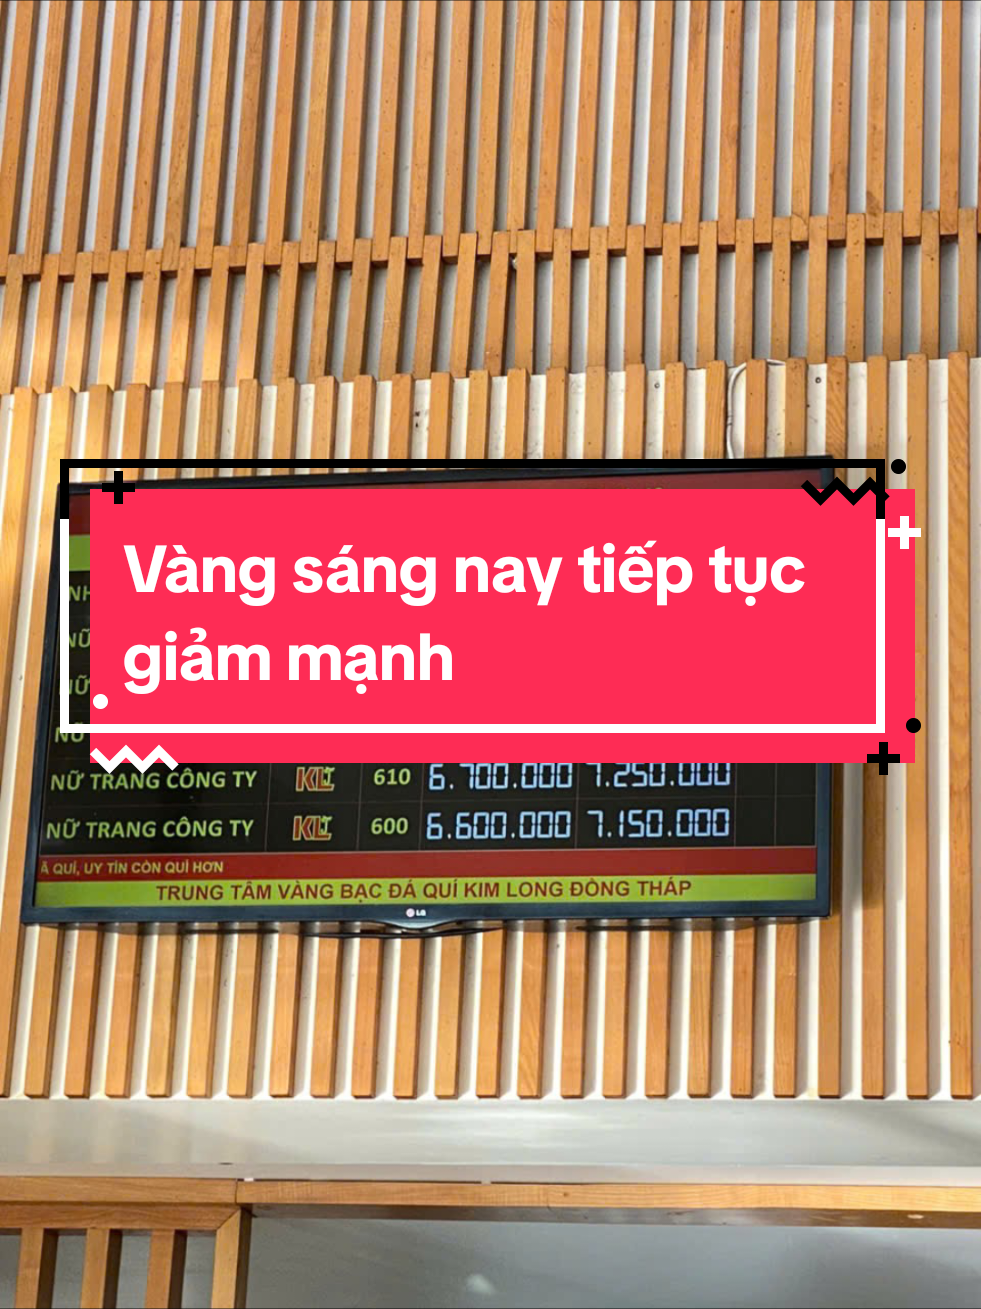 Vàng sáng nay tiếp tục
giảm mạnh
NỮ TRANG CÔNG TY KLĩ 610 6.700.000 7.250.000
NỮ TRANG CÔNG TY KL 600 6.600.000 7.150.000
Á QUÍ, UY TÍN CÒN QUÍ HƠN
TRUNG TÂM VÀNG BẠC ĐÁ QUÍ KIM LONG ĐỒNG THÁP
LG